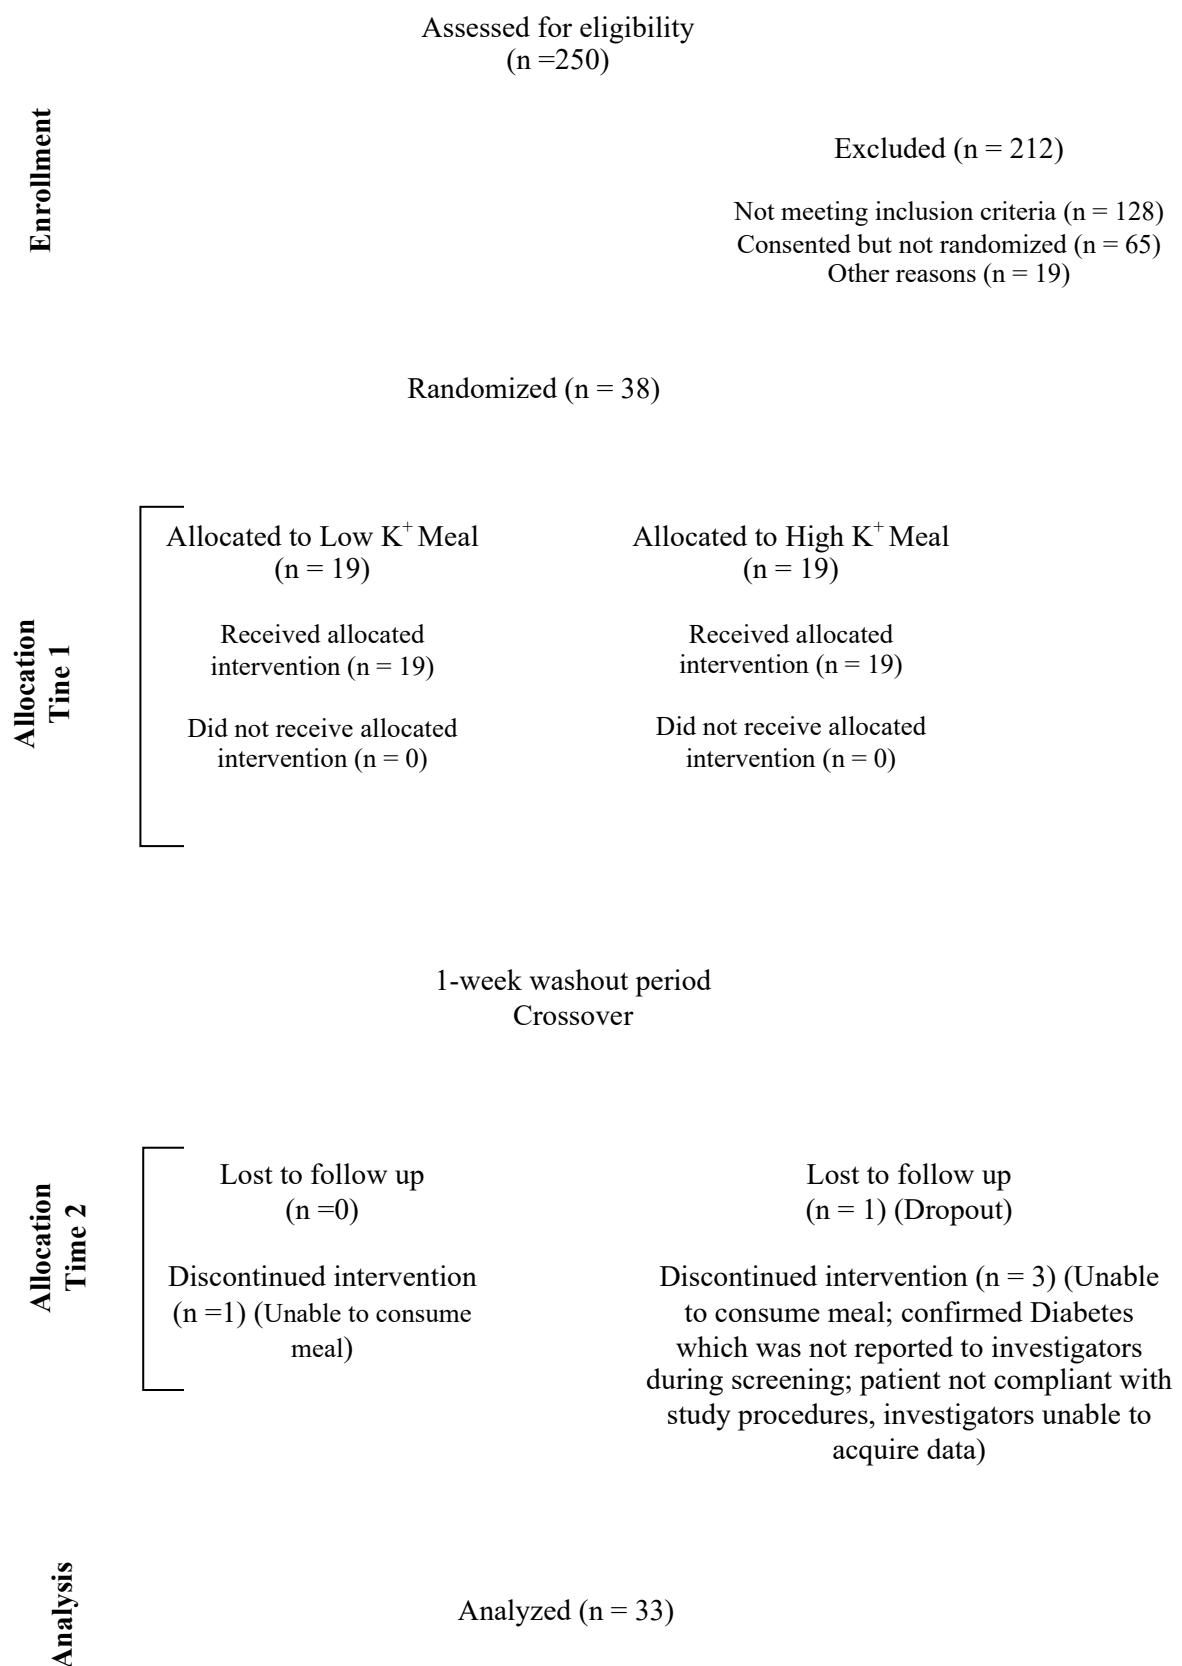 Assessed for eligibility
(n =250)
Enrollment
Excluded (n = 212)
Not meeting inclusion criteria (n = 128)
Consented but not randomized (n = 65)
Other reasons (n = 19)
Randomized (n = 38)
Allocation
Tine 1
Allocated to Low K⁺ Meal
(n = 19)
Received allocated
intervention (n = 19)
Did not receive allocated
intervention (n = 0)
Allocated to High K⁺ Meal
(n = 19)
Received allocated
intervention (n = 19)
Did not receive allocated
intervention (n = 0)
1-week washout period
Crossover
Allocation
Time 2
Lost to follow up
(n =0)
Discontinued intervention
(n =1) (Unable to consume
meal)
Lost to follow up
(n = 1) (Dropout)
Discontinued intervention (n = 3) (Unable
to consume meal; confirmed Diabetes
which was not reported to investigators
during screening; patient not compliant with
study procedures, investigators unable to
acquire data)
Analysis
Analyzed (n = 33)